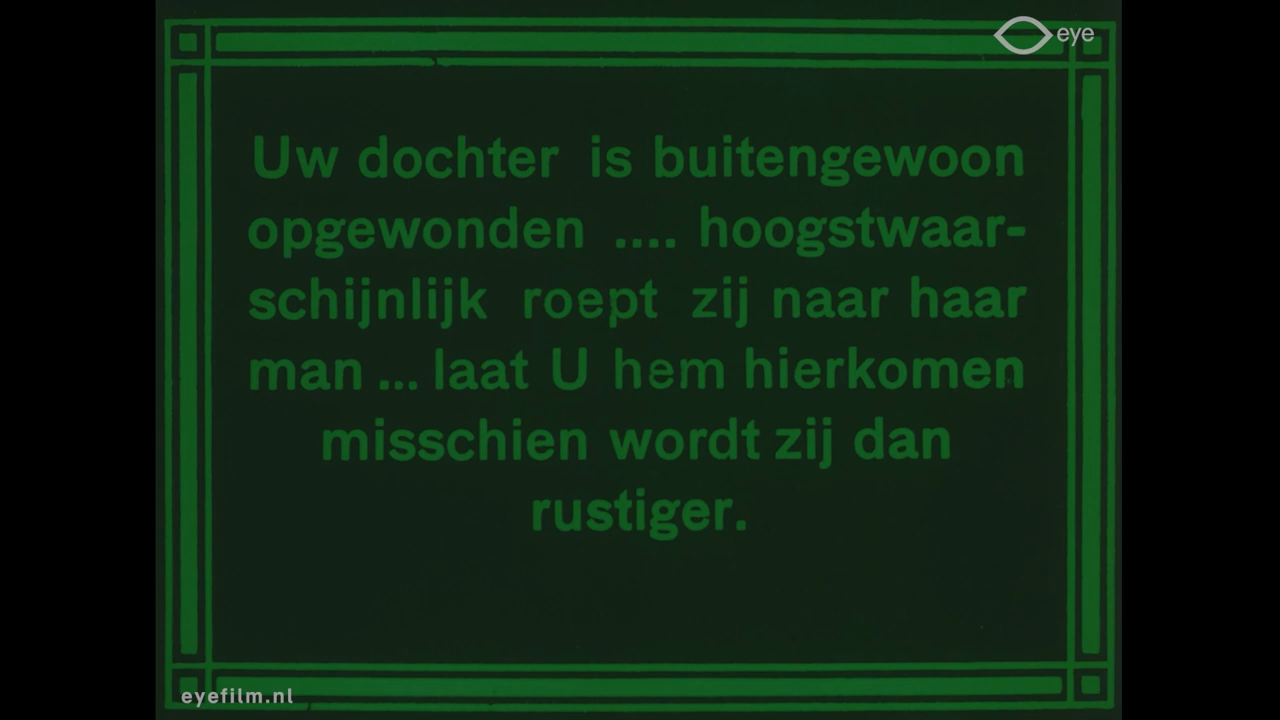 eye
Uw dochter is buitengewoon
opgewonden .... hoogstwaar-
schijnlijk roept zij naar haar
man ... laat U hem hierkomen
misschien wordt zij dan
rustiger.
eyefilm.nl